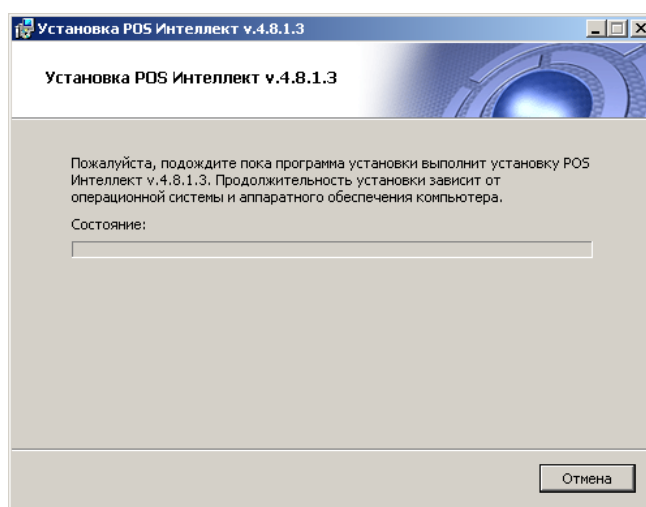 Установка POS Интеллект v.4.8.1.3
Установка POS Интеллект v.4.8.1.3
Пожалуйста, подождите пока программа установки выполнит установку POS
Интеллект v.4.8.1.3. Продолжительность установки зависит от
операционной системы и аппаратного обеспечения компьютера.
Состояние:
Отмена